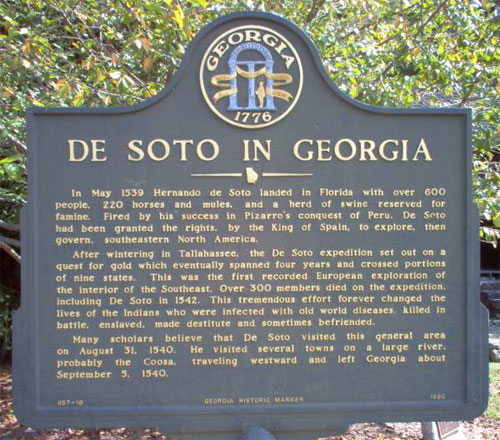 GEORGIA
1776
DE SOTO IN GEORGIA
In May 1539 Hernando de Soto landed in Florida with over 600
people, 220 horses and mules, and a herd of swine reserved for
famine. Fired by his success in Pizarro's conquest of Peru, De Soto
had been granted the rights, by the King of Spain, to explore, then
govern, southeastern North America.
After wintering in Tallahassee, the De Soto expedition set out on a
quest for gold which eventually spanned four years and crossed portions
of nine states. This was the first recorded European exploration of
the interior of the Southeast. Over 300 members died on the expedition,
including De Soto in 1542. This tremendous effort forever changed the
lives of the Indians who were infected with old world diseases, killed in
battle, enslaved, made destitute and sometimes befriended.
Many scholars believe that De Soto visited this general area
on August 31, 1540. He visited several towns on a large river,
probably the Coosa, traveling westward and left Georgia about
September 5, 1540.
057-16 GEORGIA HISTORIC MARKER 1990